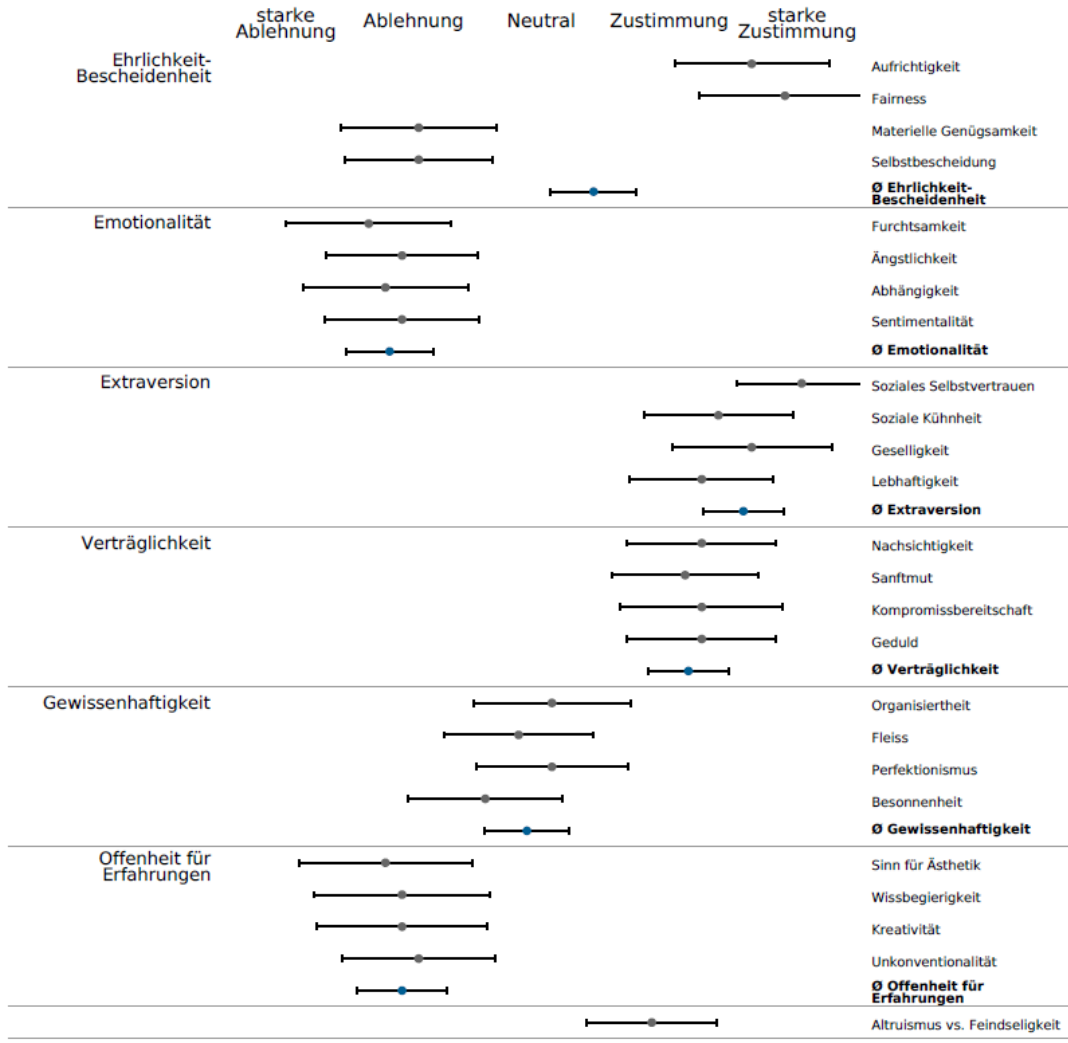 starke
Ablehnung
Ablehnung
Neutral
Zustimmung
starke
Zustimmung
Ehrlichkeit-
Bescheidenheit
Aufrichtigkeit
Fairness
Materielle Genügsamkeit
Selbstbescheidung
Ø Ehrlichkeit-
Bescheidenheit
Emotionalität
Furchtsamkeit
Ängstlichkeit
Abhängigkeit
Sentimentalität
Ø Emotionalität
Extraversion
Soziales Selbstvertrauen
Soziale Kühnheit
Geselligkeit
Lebhaftigkeit
Ø Extraversion
Verträglichkeit
Nachsichtigkeit
Sanftmut
Kompromissbereitschaft
Geduld
Ø Verträglichkeit
Gewissenhaftigkeit
Organisiertheit
Fleiss
Perfektionismus
Besonnenheit
Ø Gewissenhaftigkeit
Offenheit für
Erfahrungen
Sinn für Ästhetik
Wissbegierigkeit
Kreativität
Unkonventionalität
Ø Offenheit für
Erfahrungen
Altruismus vs. Feindseligkeit